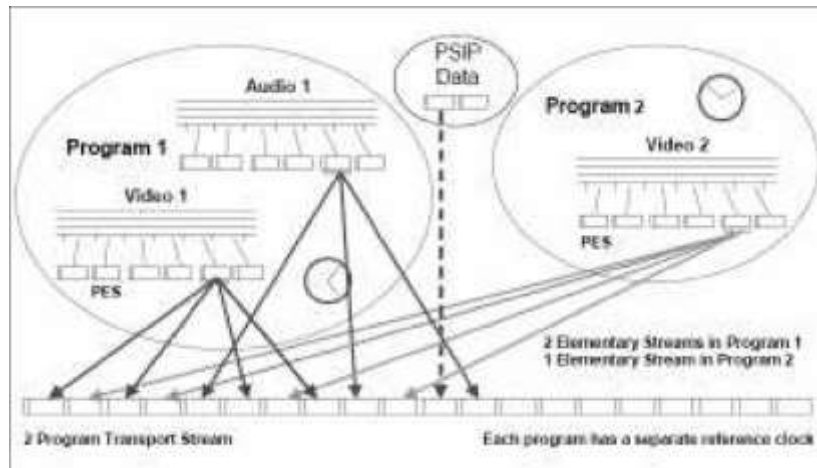 Audio 1
PSIP
Data
Program 1
Program 2
Video 2
Video 1
PES
PES
2 Elementary Streams in Program 1
1 Elementary Stream in Program 2
2 Program Transport Stream
Each program has a separate reference clock